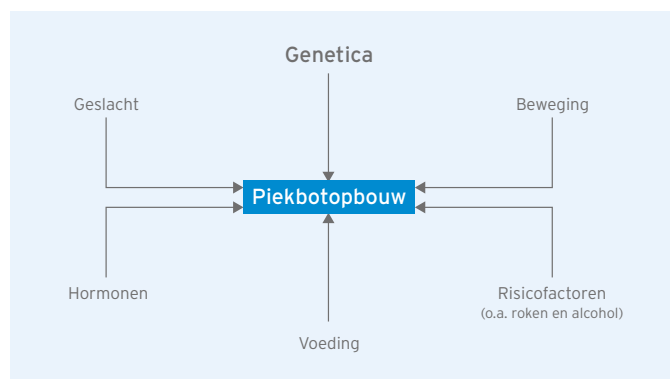 Genetica
Geslacht
Beweging
Piekbotopbouw
Hormonen
Risicofactoren
(o.a. roken en alcohol)
Voeding